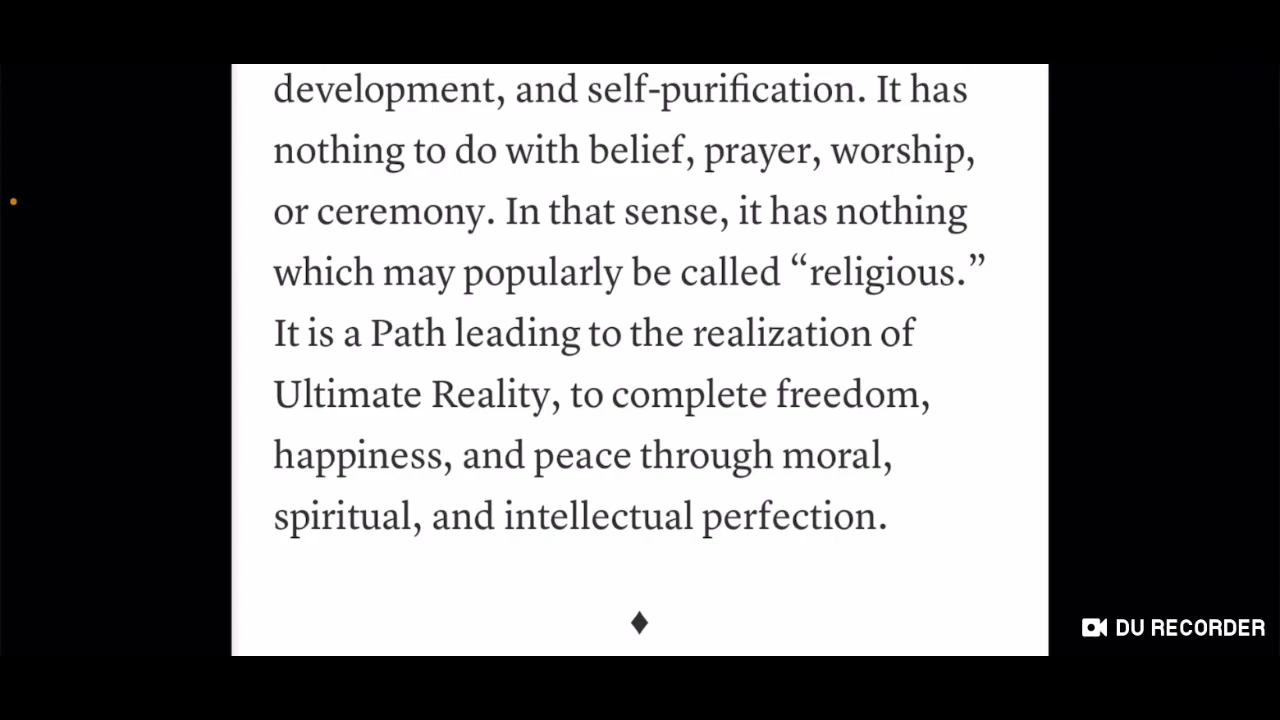 development, and self-purification. It has
nothing to do with belief, prayer, worship,
or ceremony. In that sense, it has nothing
which may popularly be called “religious.”
It is a Path leading to the realization of
Ultimate Reality, to complete freedom,
happiness, and peace through moral,
spiritual, and intellectual perfection.
DU RECORDER